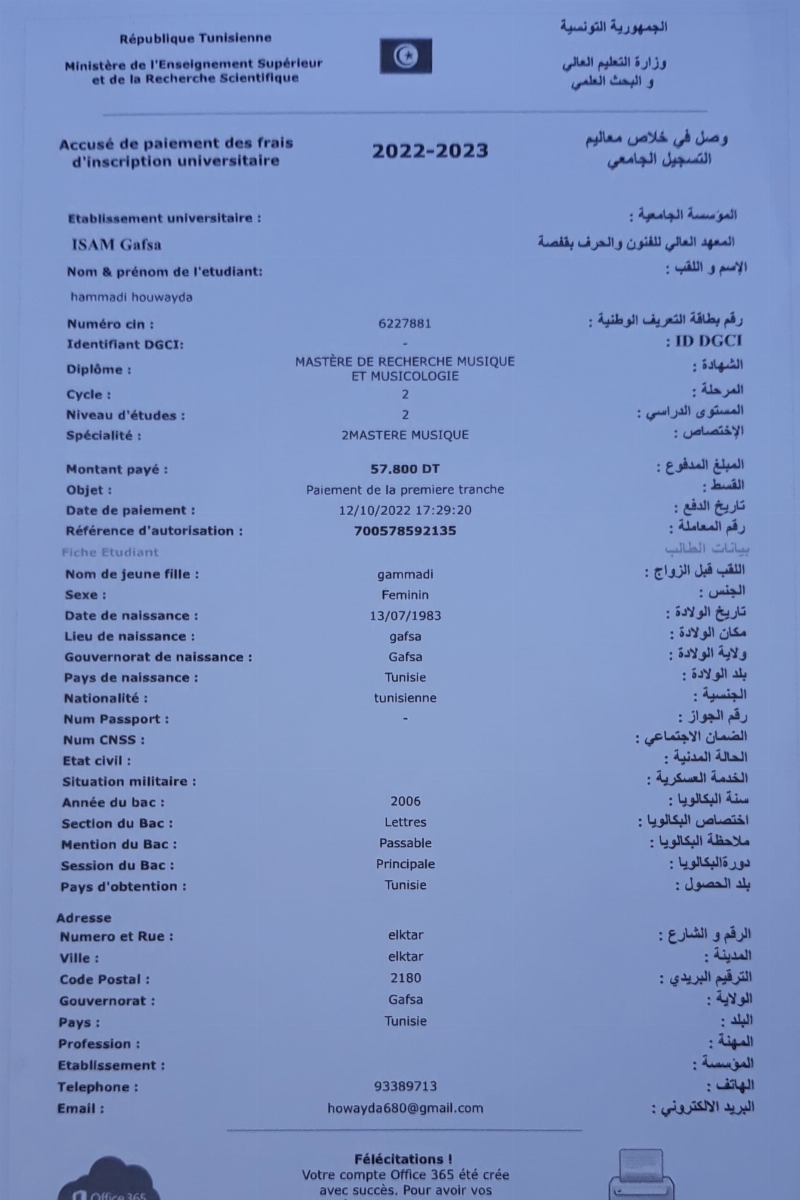 République Tunisienne
الجمهورية التونسية
Ministère de l'Enseignement Supérieur
et de la Recherche Scientifique
وزارة التعليم العالي
و البحث العلمي
Accusé de paiement des frais
d'inscription universitaire
2022-2023
وصل في خلاص معاليم
التسجيل الجامعي
Etablissement universitaire :
المؤسسة الجامعية :
ISAM Gafsa
المعهد العالي للفنون والحرف بقفصة
Nom & prénom de l'etudiant:
الإسم و اللقب :
hammadi houwayda
Numéro cin : 6227881 رقم بطاقة التعريف الوطنية :
Identifiant DGCI: - ID DGCI :
Diplôme : MASTÈRE DE RECHERCHE MUSIQUE
ET MUSICOLOGIE الشهادة :
Cycle : 2 المرحلة :
Niveau d'études : 2 المستوى الدراسي :
Spécialité : 2MASTERE MUSIQUE الإختصاص :
Montant payé : 57.800 DT المبلغ المدفوع :
Objet : Paiement de la premiere tranche القسط :
Date de paiement : 12/10/2022 17:29:20 تاريخ الدفع :
Référence d'autorisation : 700578592135 رقم المعاملة :
Fiche Etudiant بيانات الطالب
Nom de jeune fille : gammadi اللقب قبل الزواج :
Sexe : Feminin الجنس :
Date de naissance : 13/07/1983 تاريخ الولادة :
Lieu de naissance : gafsa مكان الولادة :
Gouvernorat de naissance : Gafsa ولاية الولادة :
Pays de naissance : Tunisie بلد الولادة :
Nationalité : tunisienne الجنسية :
Num Passport : - رقم الجواز :
Num CNSS : الضمان الاجتماعي :
Etat civil : الحالة المدنية :
Situation militaire : الخدمة العسكرية :
Année du bac : 2006 سنة البكالويا :
Section du Bac : Lettres اختصاص البكالويا :
Mention du Bac : Passable ملاحظة البكالويا :
Session du Bac : Principale دورةالبكالويا :
Pays d'obtention : Tunisie بلد الحصول :
Adresse
Numero et Rue : elktar الرقم و الشارع :
Ville : elktar المدينة :
Code Postal : 2180 الترقيم البريدي :
Gouvernorat : Gafsa الولاية :
Pays : Tunisie البلد :
Profession : المهنة :
Etablissement : المؤسسة :
Telephone : 93389713 الهاتف :
Email : howayda680@gmail.com البريد الالكتروني :
Félécitations !
Votre compte Office 365 été crée
avec succès. Pour avoir vos
Office 365